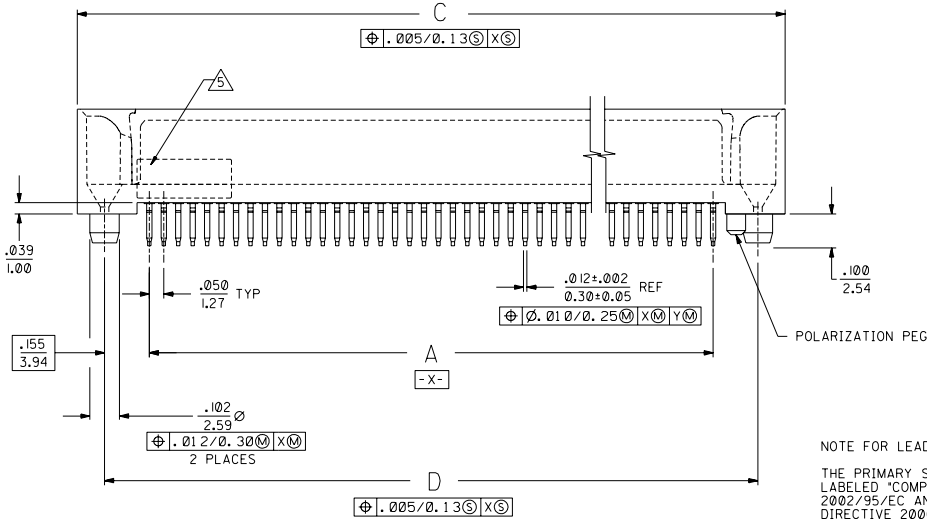 C
⌖ .005/0.13Ⓢ XⓈ
5
.039
1.00
.050
1.27 TYP
.012±.002
0.30±0.05 REF
⌖ Ø.010/0.25Ⓜ XⓂ YⓂ
.100
2.54
POLARIZATION PEG
.155
3.94
A
-X-
.102
2.59 Ø
⌖ .012/0.30Ⓜ XⓂ
2 PLACES
D
⌖ .005/0.13Ⓢ XⓈ
NOTE FOR LEAD
THE PRIMARY S
LABELED "COMP
2002/95/EC AN
DIRECTIVE 200